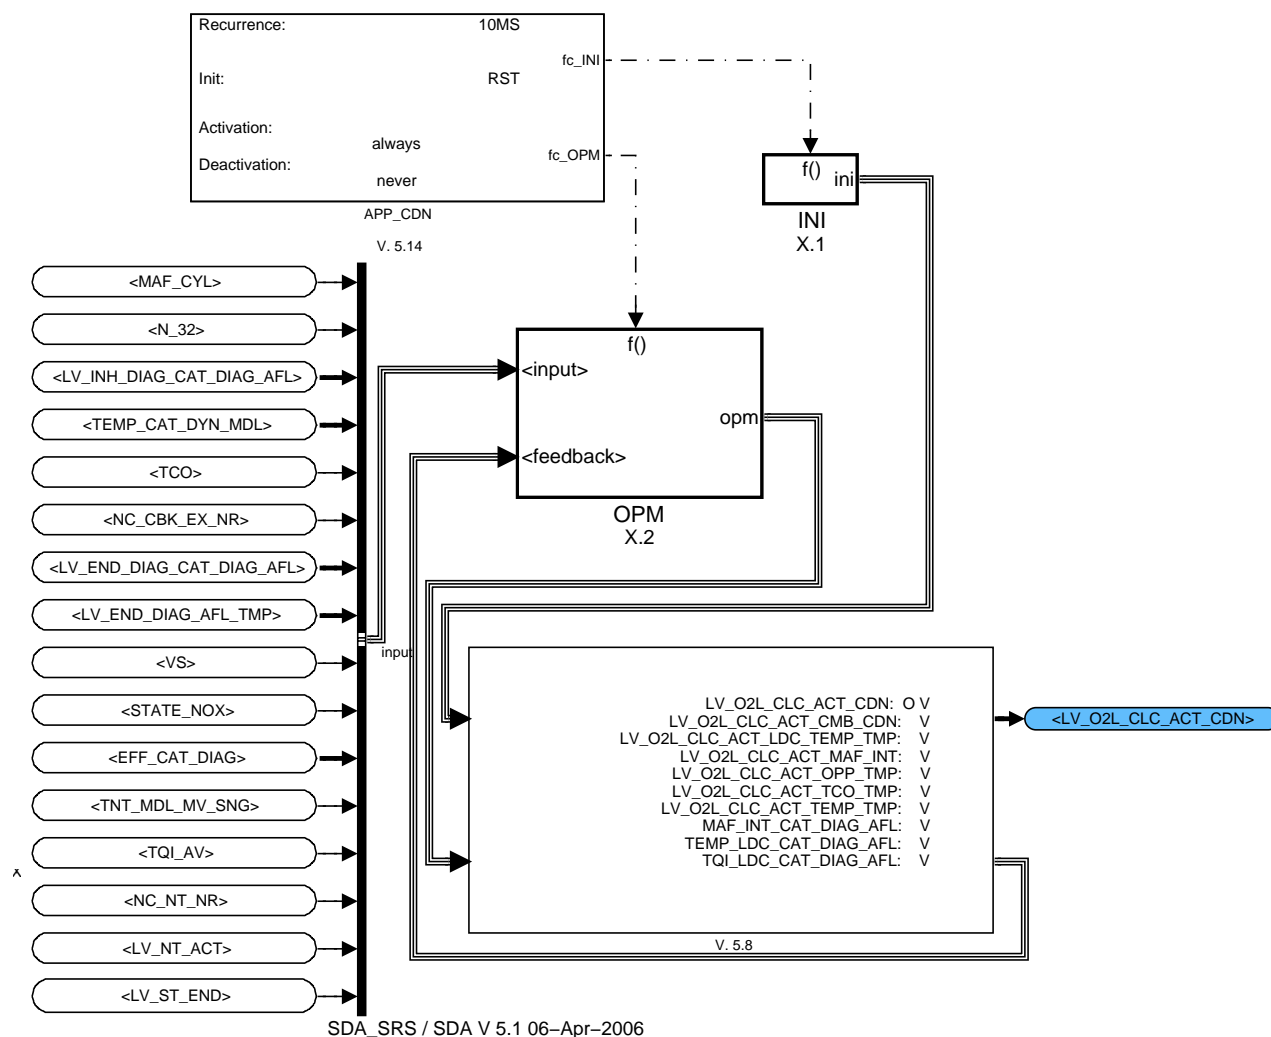 Recurrence: 10MS
fc_INI
Init: RST
Activation:
always
fc_OPM
Deactivation:
never
APP_CDN
V. 5.14
f()
ini
INI
X.1
<MAF_CYL>
<N_32>
<LV_INH_DIAG_CAT_DIAG_AFL>
<TEMP_CAT_DYN_MDL>
<TCO>
<NC_CBK_EX_NR>
<LV_END_DIAG_CAT_DIAG_AFL>
<LV_END_DIAG_AFL_TMP>
<VS>
<STATE_NOX>
<EFF_CAT_DIAG>
<TNT_MDL_MV_SNG>
<TQI_AV>
<NC_NT_NR>
<LV_NT_ACT>
<LV_ST_END>
input
f()
<input>
opm
<feedback>
OPM
X.2
LV_O2L_CLC_ACT_CDN: O V
LV_O2L_CLC_ACT_CMB_CDN: V
LV_O2L_CLC_ACT_LDC_TEMP_TMP: V
LV_O2L_CLC_ACT_MAF_INT: V
LV_O2L_CLC_ACT_OPP_TMP: V
LV_O2L_CLC_ACT_TCO_TMP: V
LV_O2L_CLC_ACT_TEMP_TMP: V
MAF_INT_CAT_DIAG_AFL: V
TEMP_LDC_CAT_DIAG_AFL: V
TQI_LDC_CAT_DIAG_AFL: V
V. 5.8
<LV_O2L_CLC_ACT_CDN>
SDA_SRS / SDA V 5.1 06−Apr−2006